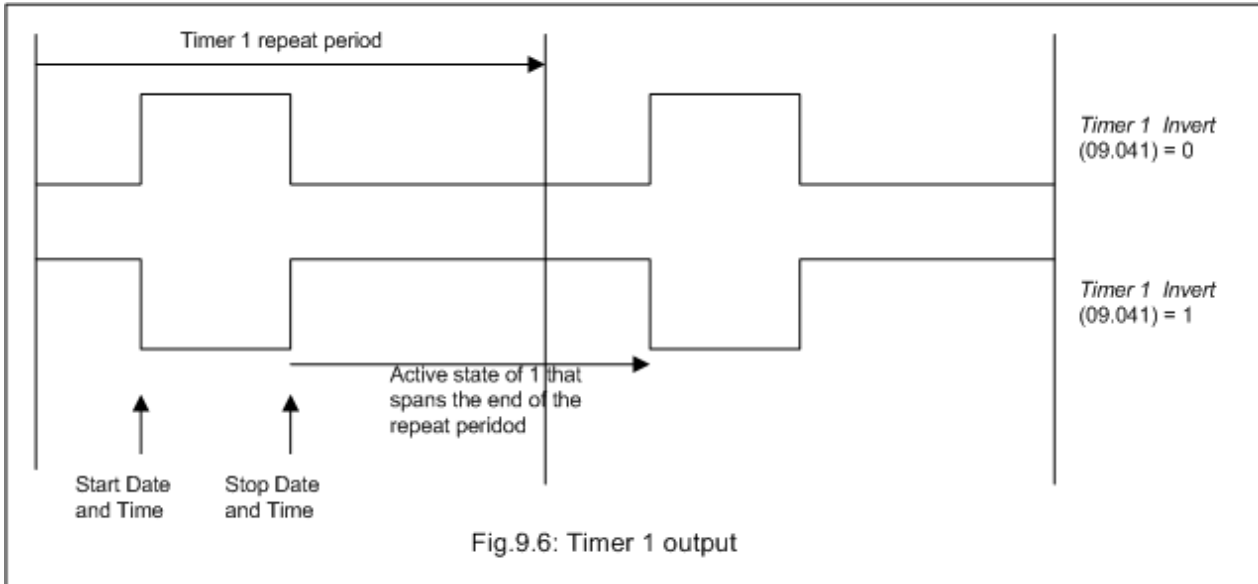 Timer 1 repeat period
Timer 1 Invert
(09.041) = 0
Timer 1 Invert
(09.041) = 1
Active state of 1 that
spans the end of the
repeat peridod
Start Date
and Time
Stop Date
and Time
Fig.9.6: Timer 1 output